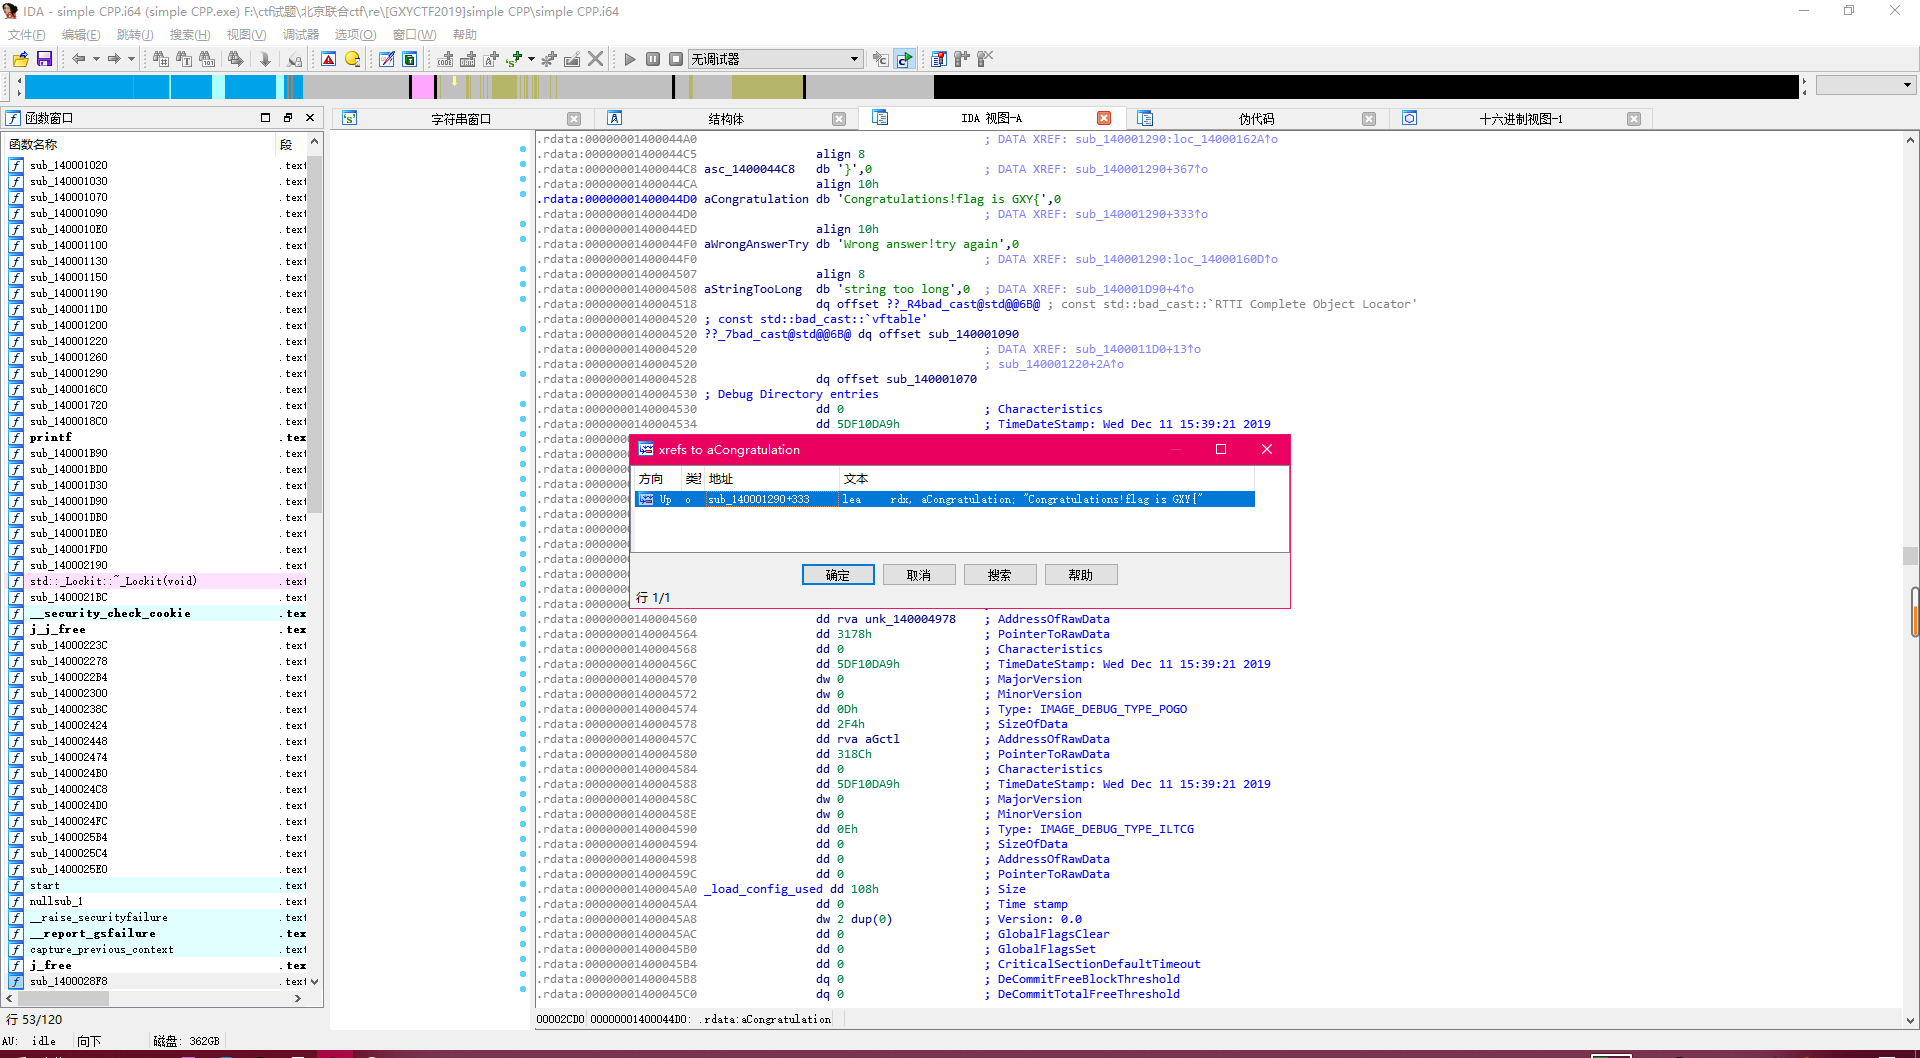 IDA - simple CPP.i64 (simple CPP.exe) F:\ctf试题\北京联合ctf\re\[GXYCTF2019]simple CPP\simple CPP.i64
文件(F) 编辑(E) 跳转(J) 搜索(H) 视图(V) 调试器 选项(O) 窗口(W) 帮助
无调试器
函数窗口
字符串窗口 结构体 IDA 视图-A 伪代码 十六进制视图-1
函数名称 段
sub_140001020 .text
sub_140001030 .text
sub_140001070 .text
sub_140001090 .text
sub_1400010E0 .text
sub_140001100 .text
sub_140001130 .text
sub_140001150 .text
sub_140001190 .text
sub_1400011D0 .text
sub_140001200 .text
sub_140001220 .text
sub_140001260 .text
sub_140001290 .text
sub_1400016C0 .text
sub_140001720 .text
sub_1400018C0 .text
printf .tex
sub_140001B90 .text
sub_140001BD0 .text
sub_140001D30 .text
sub_140001D90 .text
sub_140001DB0 .text
sub_140001DE0 .text
sub_140001FD0 .text
sub_140002190 .text
std::_Lockit::~_Lockit(void) .text
sub_1400021BC .text
__security_check_cookie .tex
j_j_free .tex
sub_14000223C .text
sub_140002278 .text
sub_1400022B4 .text
sub_140002300 .text
sub_14000238C .text
sub_140002424 .text
sub_140002448 .text
sub_140002474 .text
sub_1400024B0 .text
sub_1400024C8 .text
sub_1400024D0 .text
sub_1400024FC .text
sub_1400025B4 .text
sub_1400025C4 .text
sub_1400025E0 .text
start .text
nullsub_1 .text
__raise_securityfailure .text
__report_gsfailure .tex
capture_previous_context .text
j_free .tex
sub_1400028F8 .text
行 53/120
.rdata:00000001400044A0 ; DATA XREF: sub_140001290:loc_14000162A↑o
.rdata:00000001400044C5 align 8
.rdata:00000001400044C8 asc_1400044C8 db '}',0 ; DATA XREF: sub_140001290+367↑o
.rdata:00000001400044CA align 10h
.rdata:00000001400044D0 aCongratulation db 'Congratulations!flag is GXY{',0
.rdata:00000001400044D0 ; DATA XREF: sub_140001290+333↑o
.rdata:00000001400044ED align 10h
.rdata:00000001400044F0 aWrongAnswerTry db 'Wrong answer!try again',0
.rdata:00000001400044F0 ; DATA XREF: sub_140001290:loc_14000160D↑o
.rdata:0000000140004507 align 8
.rdata:0000000140004508 aStringTooLong db 'string too long',0 ; DATA XREF: sub_140001D90+4↑o
.rdata:0000000140004518 dq offset ??_R4bad_cast@std@@6B@ ; const std::bad_cast::`RTTI Complete Object Locator'
.rdata:0000000140004520 ; const std::bad_cast::`vftable'
.rdata:0000000140004520 ??_7bad_cast@std@@6B@ dq offset sub_140001090
.rdata:0000000140004520 ; DATA XREF: sub_1400011D0+13↑o
.rdata:0000000140004520 ; sub_140001220+2A↑o
.rdata:0000000140004528 dq offset sub_140001070
.rdata:0000000140004530 ; Debug Directory entries
.rdata:0000000140004530 dd 0 ; Characteristics
.rdata:0000000140004534 dd 5DF10DA9h ; TimeDateStamp: Wed Dec 11 15:39:21 2019
xrefs to aCongratulation
方向 类型 地址 文本
Up o sub_140001290+333 lea rdx, aCongratulation; "Congratulations!flag is GXY{"
确定 取消 搜索 帮助
行 1/1
.rdata:0000000140004560 dd rva unk_140004978 ; AddressOfRawData
.rdata:0000000140004564 dd 3178h ; PointerToRawData
.rdata:0000000140004568 dd 0 ; Characteristics
.rdata:000000014000456C dd 5DF10DA9h ; TimeDateStamp: Wed Dec 11 15:39:21 2019
.rdata:0000000140004570 dw 0 ; MajorVersion
.rdata:0000000140004572 dw 0 ; MinorVersion
.rdata:0000000140004574 dd 0Dh ; Type: IMAGE_DEBUG_TYPE_POGO
.rdata:0000000140004578 dd 2F4h ; SizeOfData
.rdata:000000014000457C dd rva aGctl ; AddressOfRawData
.rdata:0000000140004580 dd 318Ch ; PointerToRawData
.rdata:0000000140004584 dd 0 ; Characteristics
.rdata:0000000140004588 dd 5DF10DA9h ; TimeDateStamp: Wed Dec 11 15:39:21 2019
.rdata:000000014000458C dw 0 ; MajorVersion
.rdata:000000014000458E dw 0 ; MinorVersion
.rdata:0000000140004590 dd 0Eh ; Type: IMAGE_DEBUG_TYPE_ILTCG
.rdata:0000000140004594 dd 0 ; SizeOfData
.rdata:0000000140004598 dd 0 ; AddressOfRawData
.rdata:000000014000459C dd 0 ; PointerToRawData
.rdata:00000001400045A0 _load_config_used dd 108h ; Size
.rdata:00000001400045A4 dd 0 ; Time stamp
.rdata:00000001400045A8 dw 2 dup(0) ; Version: 0.0
.rdata:00000001400045AC dd 0 ; GlobalFlagsClear
.rdata:00000001400045B0 dd 0 ; GlobalFlagsSet
.rdata:00000001400045B4 dd 0 ; CriticalSectionDefaultTimeout
.rdata:00000001400045B8 dq 0 ; DeCommitFreeBlockThreshold
.rdata:00000001400045C0 dq 0 ; DeCommitTotalFreeThreshold
00002CD0 00000001400044D0: .rdata:aCongratulation
AU: idle 向下 磁盘: 362GB